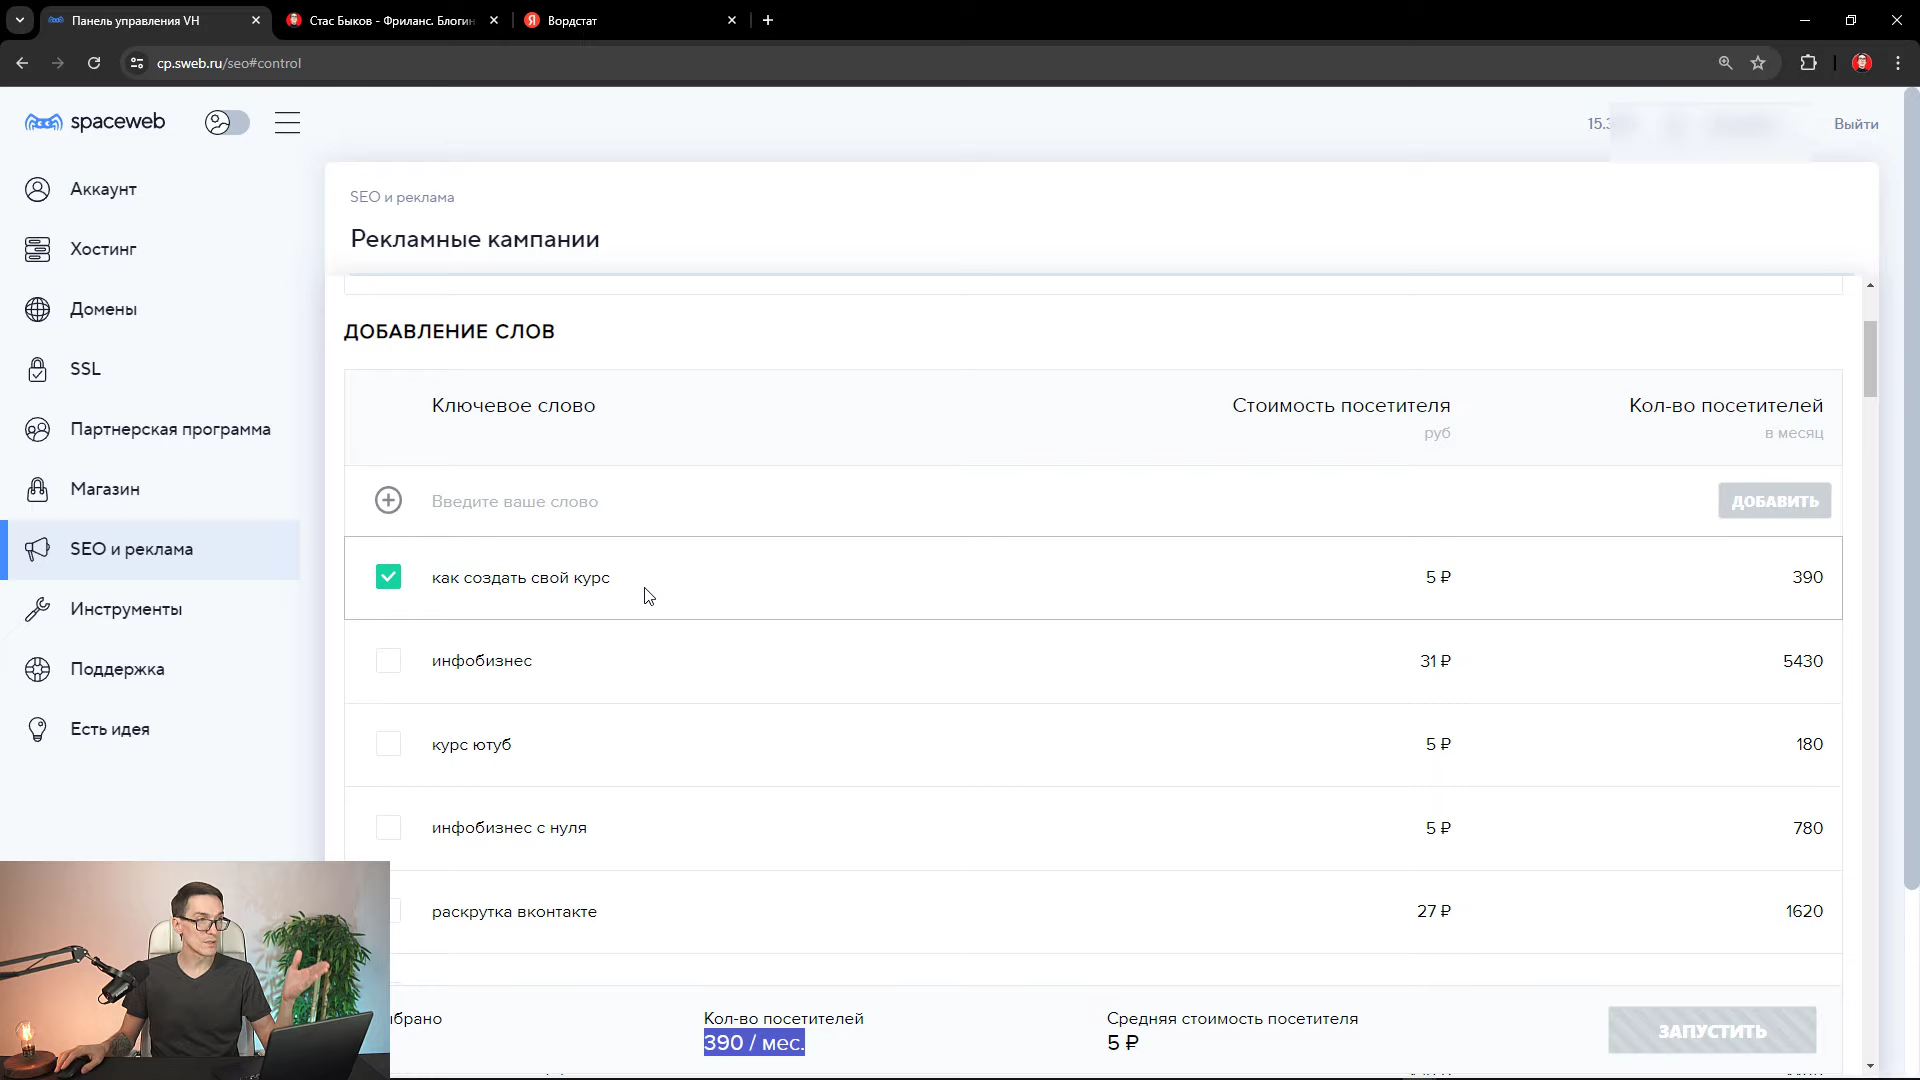 Панель управления VH
Стас Быков - Фриланс. Блогин
Я
Вордстат
cp.sweb.ru/seo#control
spaceweb
15.3
Выйти
Аккаунт
Хостинг
Домены
SSL
Партнерская программа
Магазин
SEO и реклама
Инструменты
Поддержка
Есть идея
SEO и реклама
Рекламные кампании
ДОБАВЛЕНИЕ СЛОВ
Ключевое слово
Стоимость посетителя
руб
Кол-во посетителей
в месяц
Введите ваше слово
ДОБАВИТЬ
как создать свой курс
5 ₽
390
инфобизнес
31 ₽
5430
курс ютуб
5 ₽
180
инфобизнес с нуля
5 ₽
780
раскрутка вконтакте
27 ₽
1620
брано
Кол-во посетителей
390 / мес.
Средняя стоимость посетителя
5 ₽
ЗАПУСТИТЬ